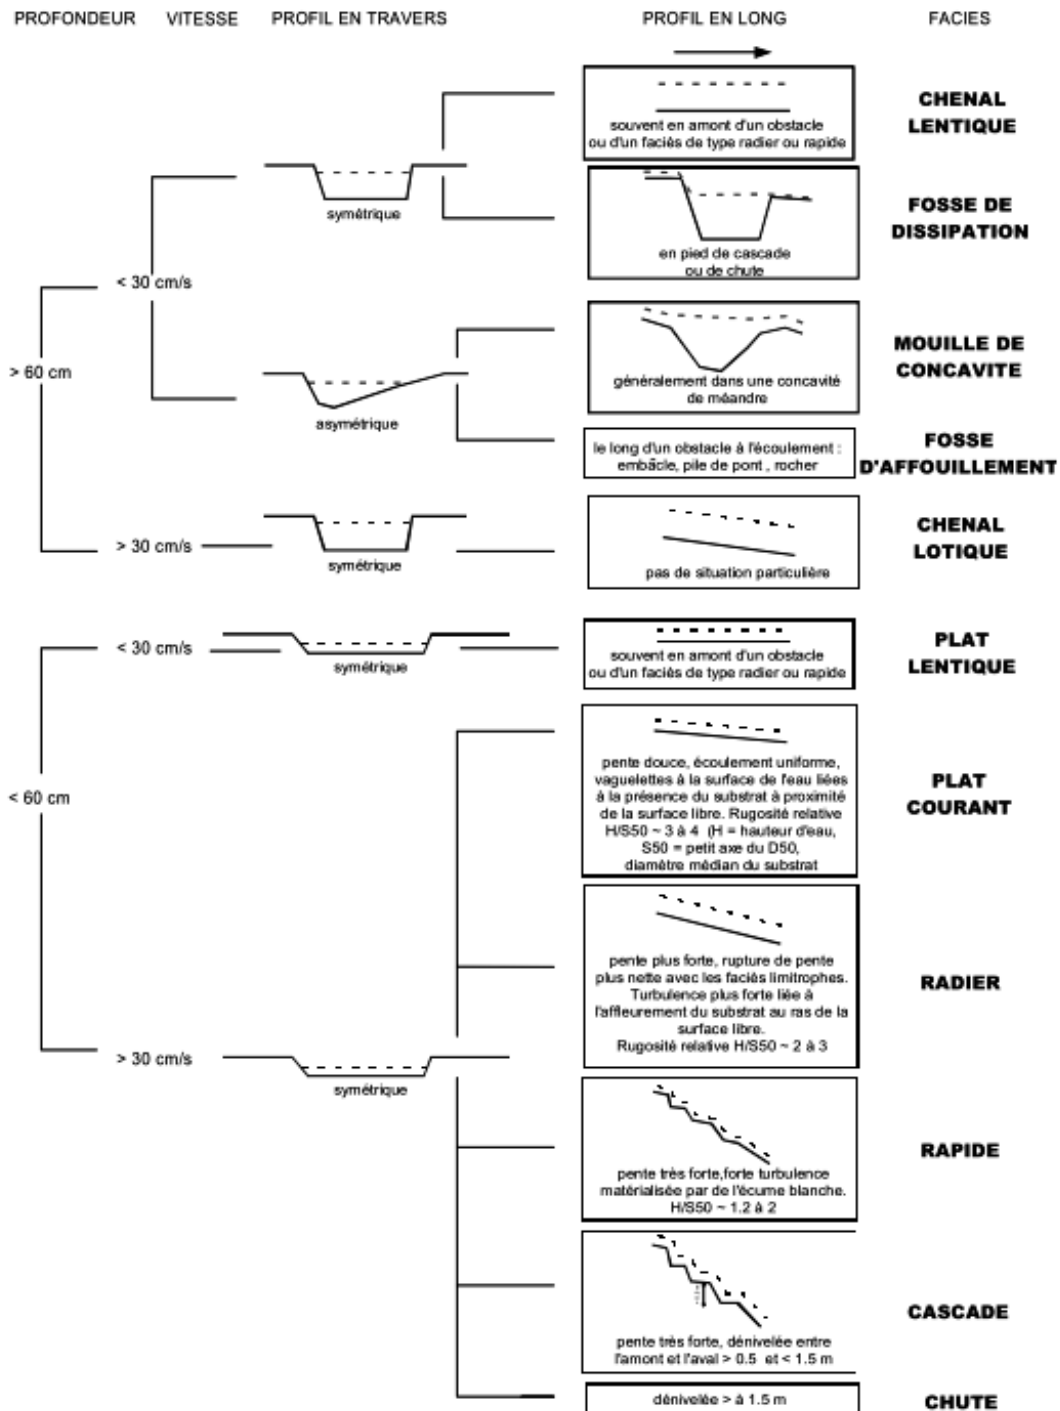 PROFONDEUR VITESSE PROFIL EN TRAVERS PROFIL EN LONG FACIES
souvent en amont d'un obstacle
ou d'un faciés de type radier ou rapide
CHENAL
LENTIQUE
symétrique
en pied de cascade
ou de chute
FOSSE DE
DISSIPATION
< 30 cm/s
> 60 cm
généralement dans une concavité
de méandre
MOUILLE DE
CONCAVITE
asymétrique
le long d'un obstacle à l'écoulement :
embâcle, pile de pont , rocher
FOSSE
D'AFFOUILLEMENT
> 30 cm/s
symétrique
pas de situation particulière
CHENAL
LOTIQUE
< 30 cm/s
symétrique
souvent en amont d'un obstacle
ou d'un faciés de type radier ou rapide
PLAT
LENTIQUE
< 60 cm
pente douce, écoulement uniforme,
vaguelettes à la surface de l'eau liées
à la présence du substrat à proximité
de la surface libre. Rugosité relative
H/S50 ~ 3 à 4 (H = hauteur d'eau,
S50 = petit axe du D50,
diamètre médian du substrat
PLAT
COURANT
pente plus forte, rupture de pente
plus nette avec les faciés limitrophes.
Turbulence plus forte liée à
l'affleurement du substrat au ras de la
surface libre.
Rugosité relative H/S50 ~ 2 à 3
RADIER
> 30 cm/s
symétrique
pente très forte,forte turbulence
matérialisée par de l'écume blanche.
H/S50 ~ 1.2 à 2
RAPIDE
pente très forte, dénivelée entre
l'amont et l'aval > 0.5 et < 1.5 m
CASCADE
dénivelée > à 1.5 m
CHUTE